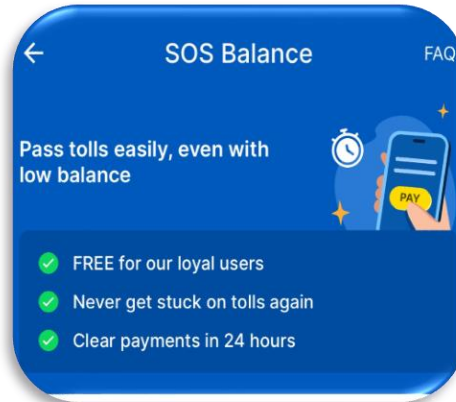 SOS Balance
FAQ
Pass tolls easily, even with
low balance
PAY
FREE for our loyal users
Never get stuck on tolls again
Clear payments in 24 hours